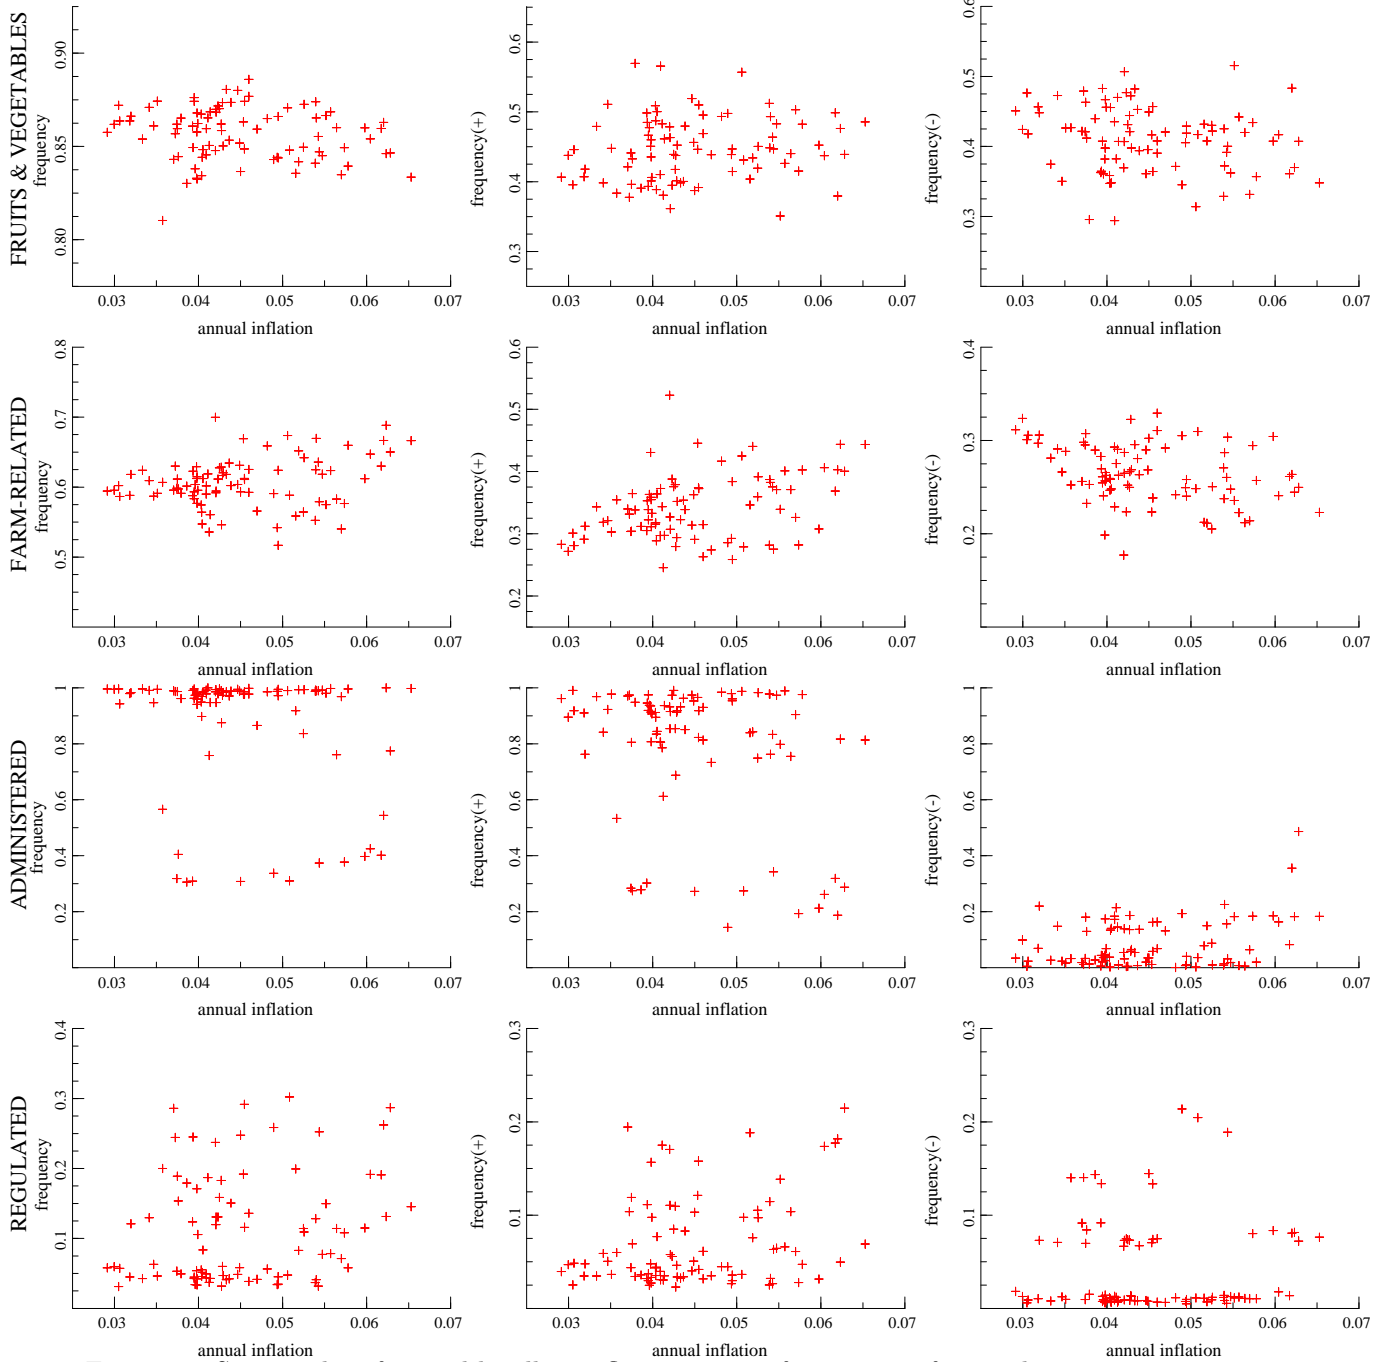 FRUITS & VEGETABLES
frequency
0.80 0.85 0.90
0.03 0.04 0.05 0.06 0.07
annual inflation
frequency(+)
0.3 0.4 0.5 0.6
0.03 0.04 0.05 0.06 0.07
annual inflation
frequency(-)
0.3 0.4 0.5 0.6
0.03 0.04 0.05 0.06 0.07
annual inflation
FARM-RELATED
frequency
0.5 0.6 0.7 0.8
0.03 0.04 0.05 0.06 0.07
annual inflation
frequency(+)
0.2 0.3 0.4 0.5 0.6
0.03 0.04 0.05 0.06 0.07
annual inflation
frequency(-)
0.2 0.3 0.4
0.03 0.04 0.05 0.06 0.07
annual inflation
ADMINISTERED
frequency
0.2 0.4 0.6 0.8 1
0.03 0.04 0.05 0.06 0.07
annual inflation
frequency(+)
0.2 0.4 0.6 0.8 1
0.03 0.04 0.05 0.06 0.07
annual inflation
frequency(-)
0.2 0.4 0.6 0.8 1
0.03 0.04 0.05 0.06 0.07
annual inflation
REGULATED
frequency
0.1 0.2 0.3 0.4
0.03 0.04 0.05 0.06 0.07
annual inflation
frequency(+)
0.1 0.2 0.3
0.03 0.04 0.05 0.06 0.07
annual inflation
frequency(-)
0.1 0.2 0.3
0.03 0.04 0.05 0.06 0.07
annual inflation